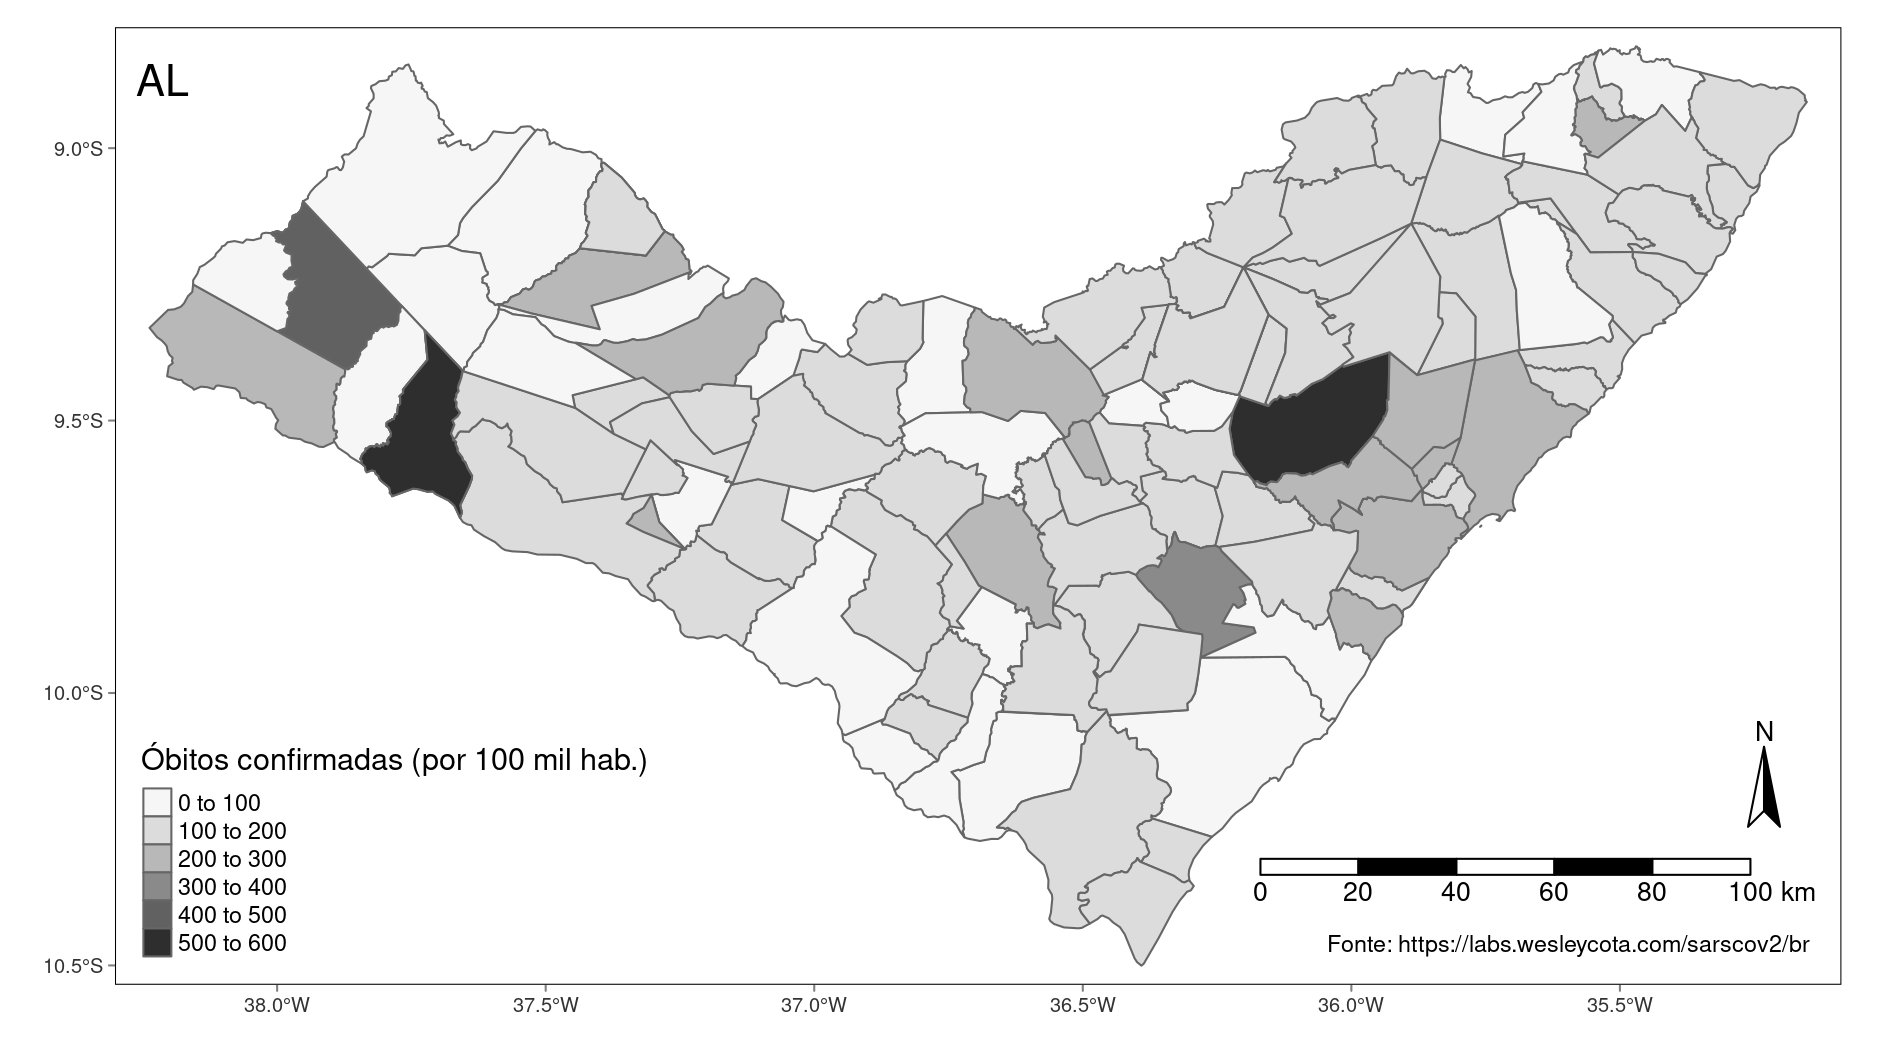 AL
9.0°S
9.5°S
10.0°S
10.5°S
Óbitos confirmadas (por 100 mil hab.)
0 to 100
100 to 200
200 to 300
300 to 400
400 to 500
500 to 600
N
0 20 40 60 80 100 km
Fonte: https://labs.wesleycota.com/sarscov2/br
38.0°W 37.5°W 37.0°W 36.5°W 36.0°W 35.5°W